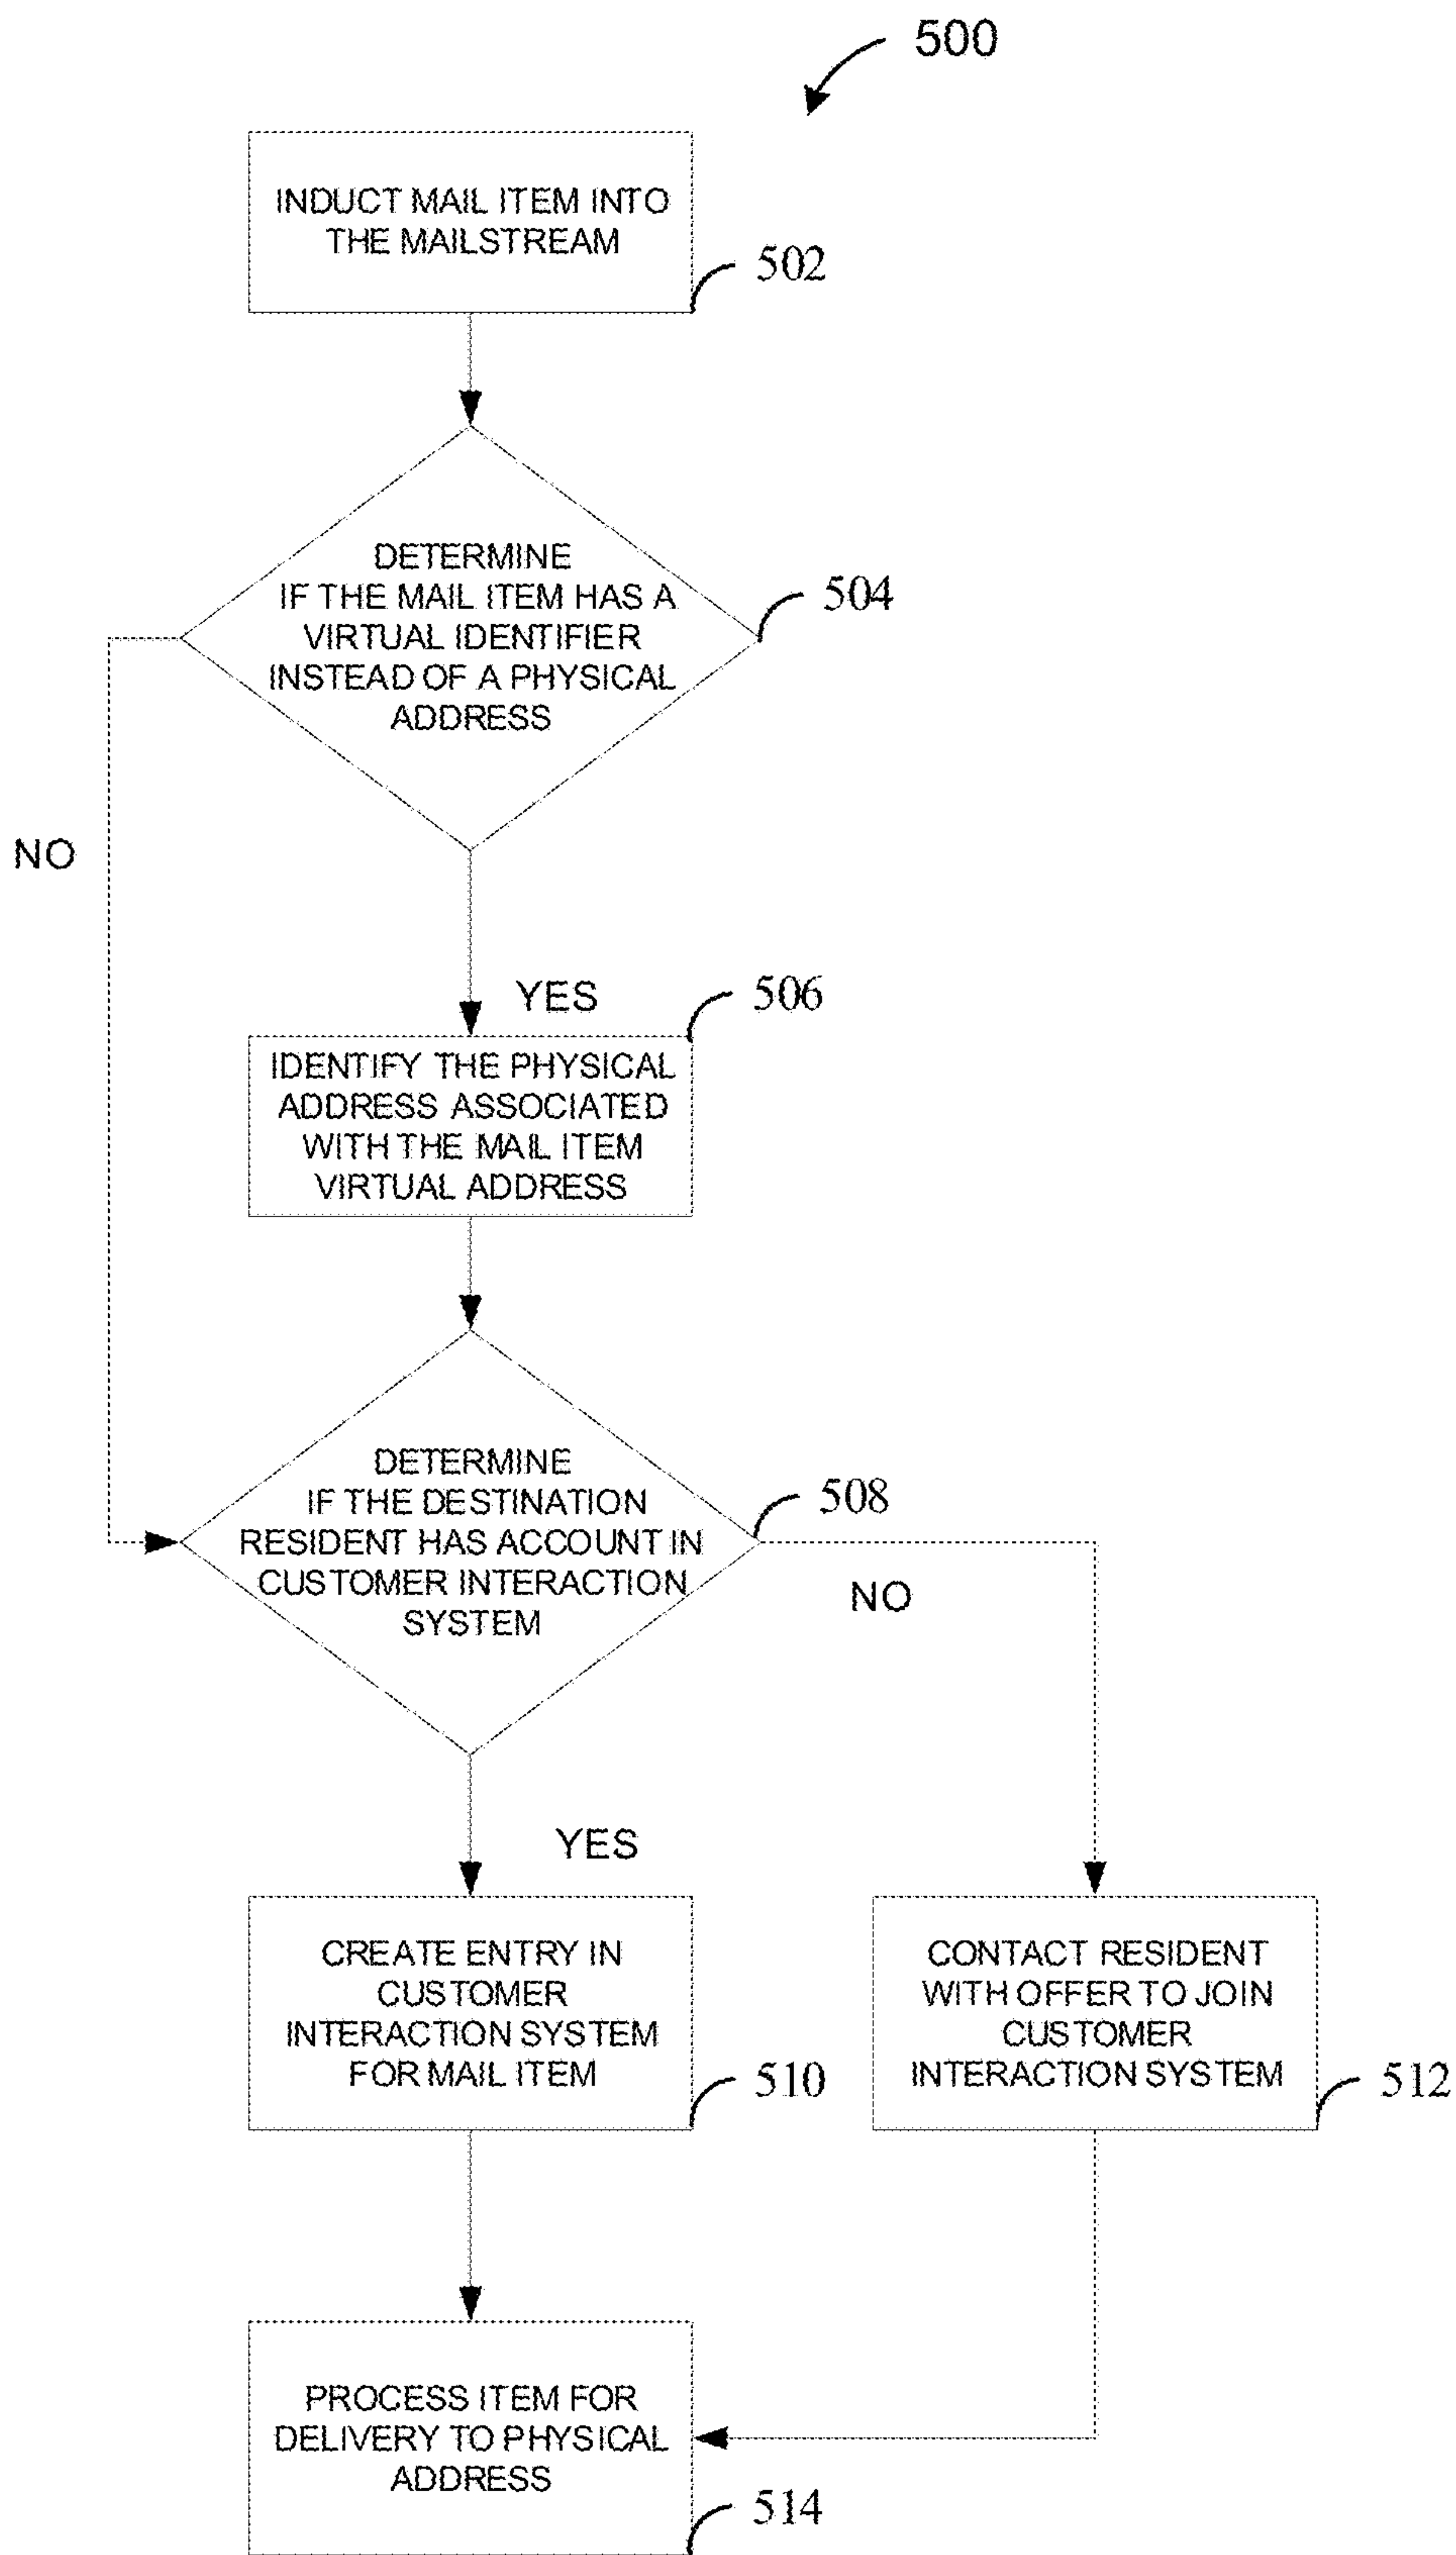 500
INDUCT MAIL ITEM INTO
THE MAILSTREAM
502
DETERMINE
IF THE MAIL ITEM HAS A
VIRTUAL IDENTIFIER
INSTEAD OF A PHYSICAL
ADDRESS
504
NO
YES
506
IDENTIFY THE PHYSICAL
ADDRESS ASSOCIATED
WITH THE MAIL ITEM
VIRTUAL ADDRESS
DETERMINE
IF THE DESTINATION
RESIDENT HAS ACCOUNT IN
CUSTOMER INTERACTION
SYSTEM
508
NO
YES
CREATE ENTRY IN
CUSTOMER
INTERACTION SYSTEM
FOR MAIL ITEM
510
CONTACT RESIDENT
WITH OFFER TO JOIN
CUSTOMER
INTERACTION SYSTEM
512
PROCESS ITEM FOR
DELIVERY TO PHYSICAL
ADDRESS
514